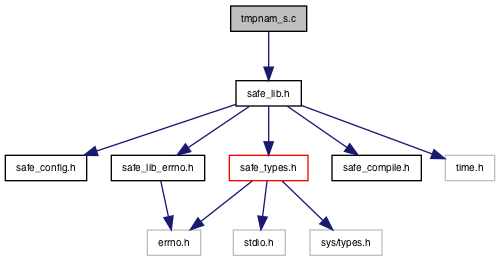 tmpnam_s.c
safe_lib.h
safe_config.h
safe_lib_errno.h
safe_types.h
safe_compile.h
time.h
errno.h
stdio.h
sys/types.h